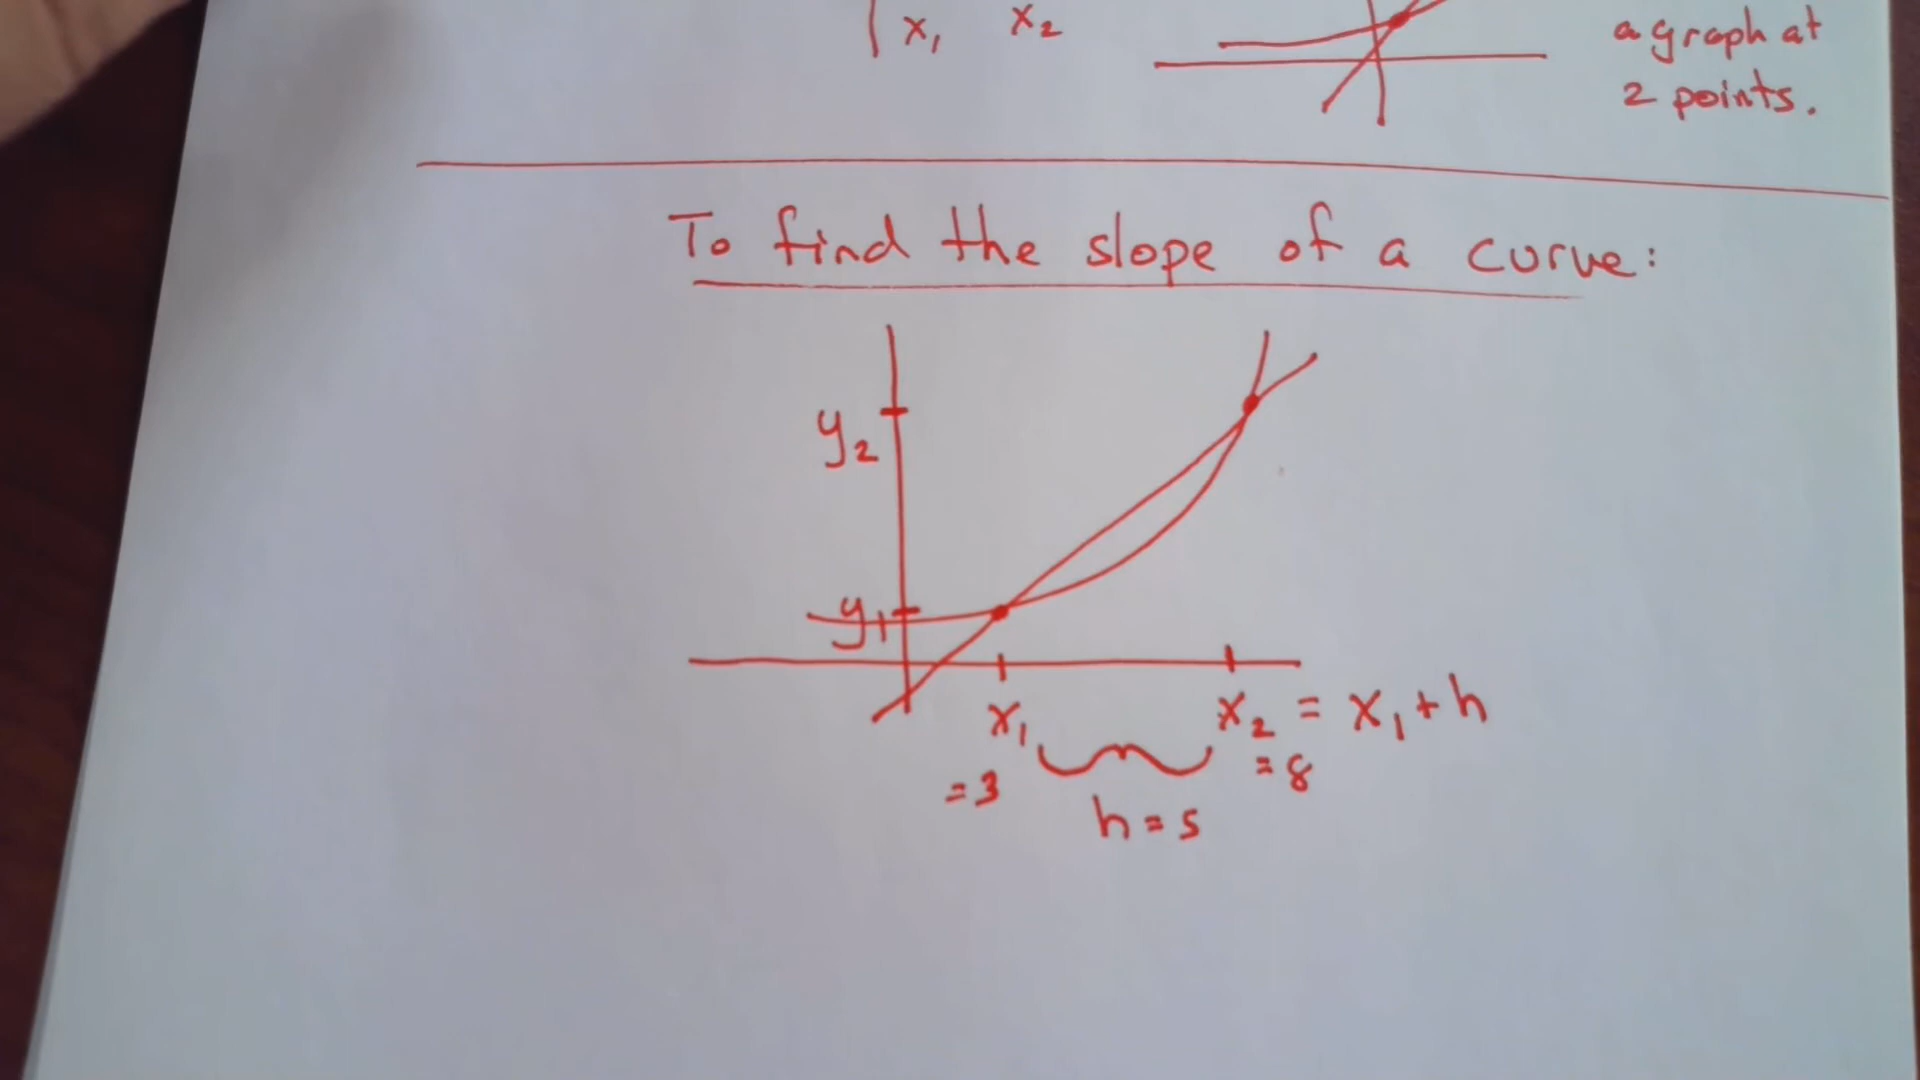 x₁ x₂
a graph at
2 points.
To find the slope of a curve:
y₂
y₁
x₁ x₂ = x₁ + h
= 3 = 8
h = 5